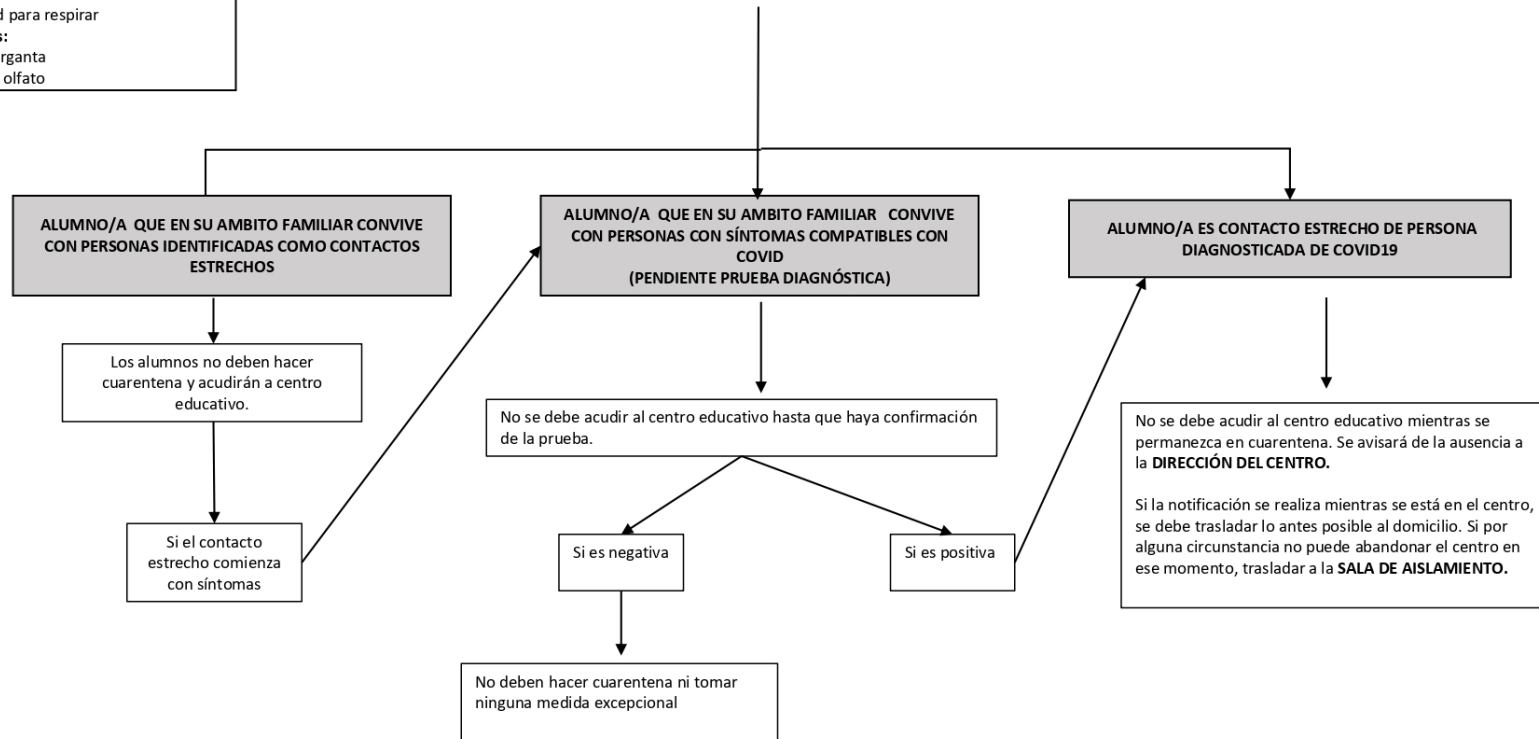 para respirar
olfato
ALUMNO/A QUE EN SU AMBITO FAMILIAR CONVIVE
CON PERSONAS IDENTIFICADAS COMO CONTACTOS
ESTRECHOS
ALUMNO/A QUE EN SU AMBITO FAMILIAR CONVIVE
CON PERSONAS CON SÍNTOMAS COMPATIBLES CON
COVID
(PENDIENTE PRUEBA DIAGNÓSTICA)
ALUMNO/A ES CONTACTO ESTRECHO DE PERSONA
DIAGNOSTICADA DE COVID19
Los alumnos no deben hacer
cuarentena y acudirán a centro
educativo.
No se debe acudir al centro educativo hasta que haya confirmación
de la prueba.
No se debe acudir al centro educativo mientras se
permanezca en cuarentena. Se avisará de la ausencia a
la DIRECCIÓN DEL CENTRO.
Si la notificación se realiza mientras se está en el centro,
se debe trasladar lo antes posible al domicilio. Si por
alguna circunstancia no puede abandonar el centro en
ese momento, trasladar a la SALA DE AISLAMIENTO.
Si el contacto
estrecho comienza
con síntomas
Si es negativa
Si es positiva
No deben hacer cuarentena ni tomar
ninguna medida excepcional